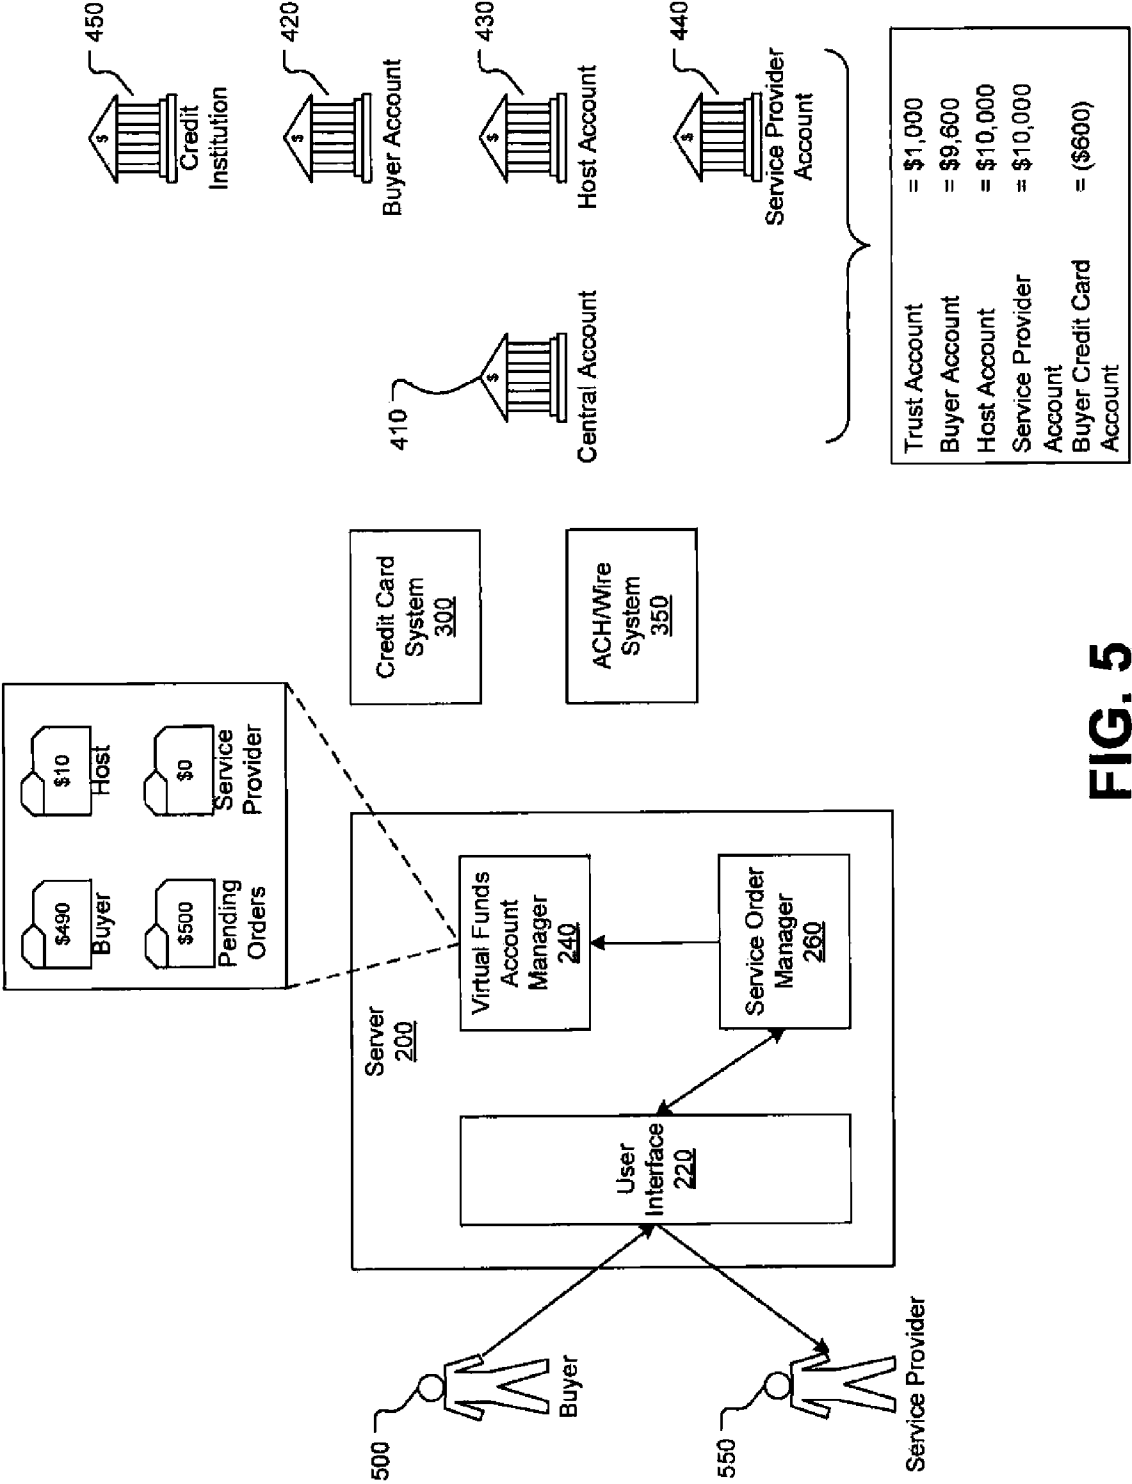 $490
Buyer
$10
Host
$500
Pending
Orders
$0
Service
Provider
450
Credit
Institution
420
Buyer Account
430
Host Account
440
Service Provider
Account
410
Central Account
Credit Card
System
300
ACH/Wire
System
350
Server
200
Virtual Funds
Account
Manager
240
Service Order
Manager
260
User
Interface
220
500
Buyer
550
Service Provider
Trust Account = $1,000
Buyer Account = $9,600
Host Account = $10,000
Service Provider = $10,000
Account
Buyer Credit Card = ($600)
Account
FIG. 5